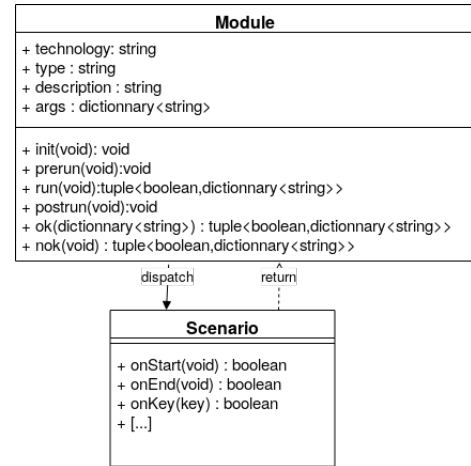 Module
+ technology: string
+ type : string
+ description : string
+ args : dictionnary<string>
+ init(void): void
+ prerun(void):void
+ run(void):tuple<boolean,dictionnary<string>>
+ postrun(void):void
+ ok(dictionnary<string>) : tuple<boolean,dictionnary<string>>
+ nok(void) : tuple<boolean,dictionnary<string>>
dispatch return
Scenario
+ onStart(void) : boolean
+ onEnd(void) : boolean
+ onKey(key) : boolean
+ [...]